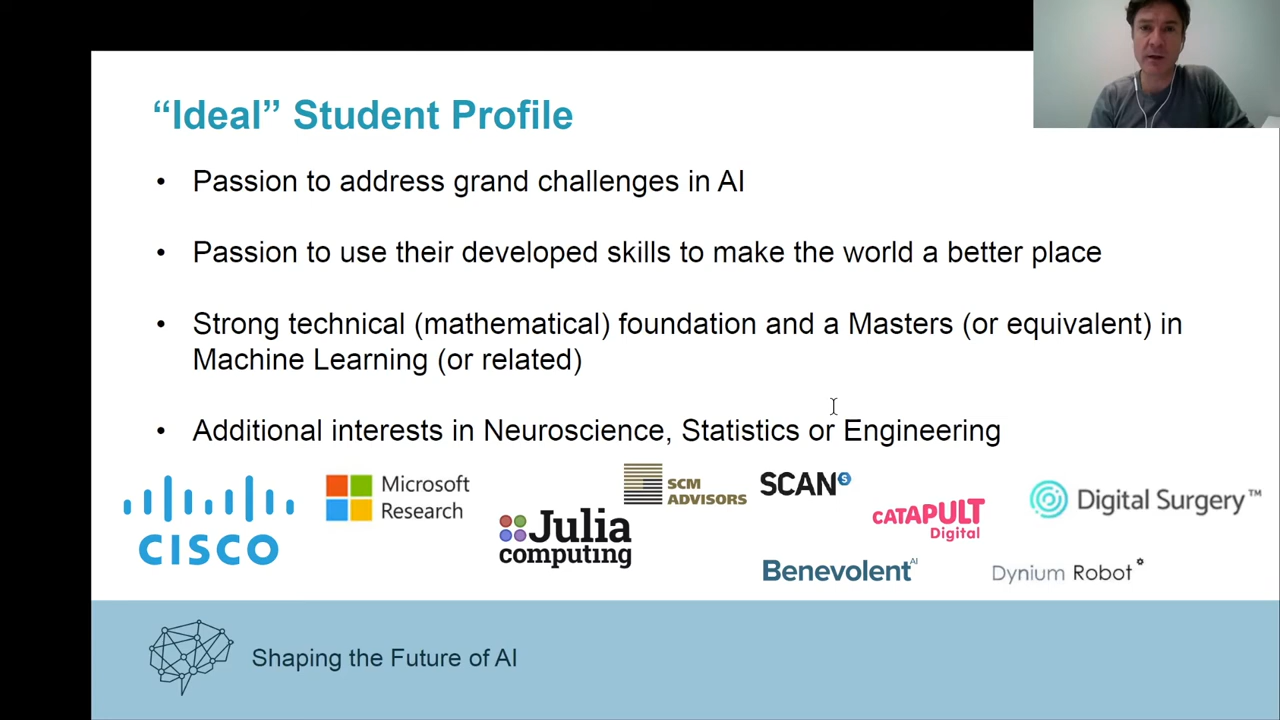 “Ideal” Student Profile
• Passion to address grand challenges in AI
• Passion to use their developed skills to make the world a better place
• Strong technical (mathematical) foundation and a Masters (or equivalent) in
Machine Learning (or related)
• Additional interests in Neuroscience, Statistics or Engineering
CISCO
Microsoft
Research
Julia
computing
SCM
ADVISORS
SCAN S
CATAPULT
Digital
Benevolent AI
Digital Surgery™
Dynium Robot
Shaping the Future of AI